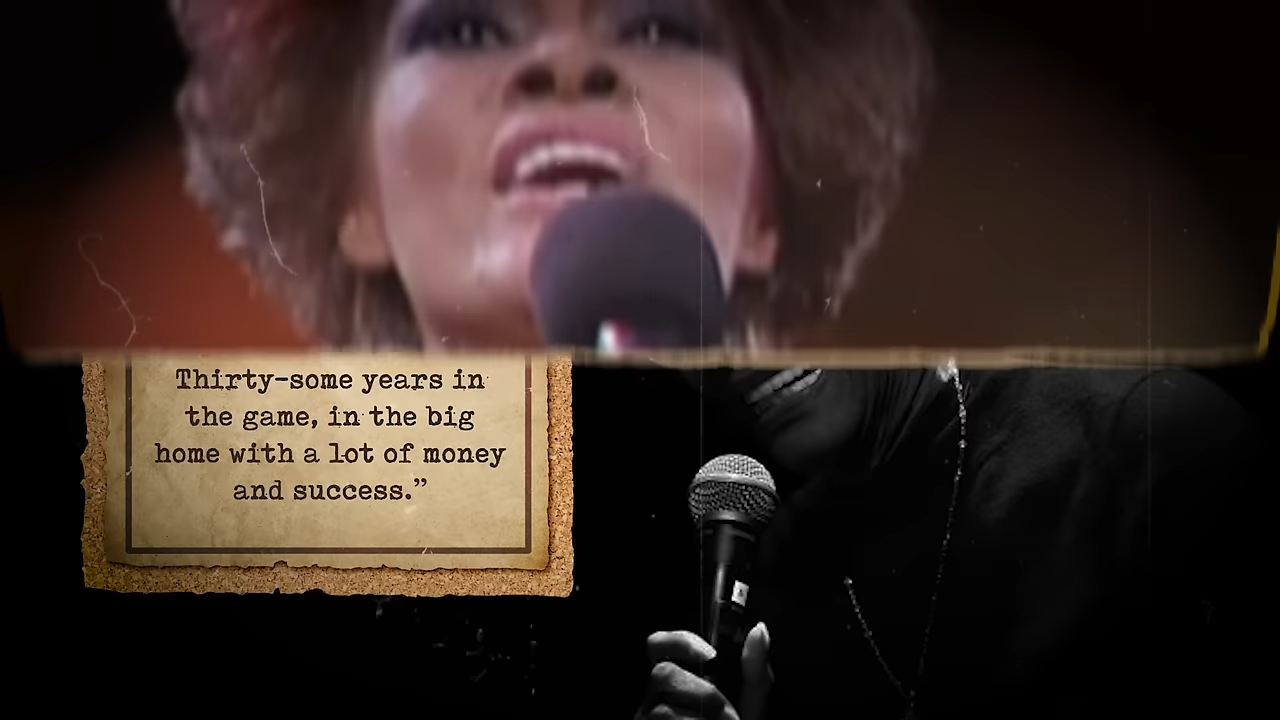 Thirty-some years in
the game, in the big
home with a lot of money
and success.”